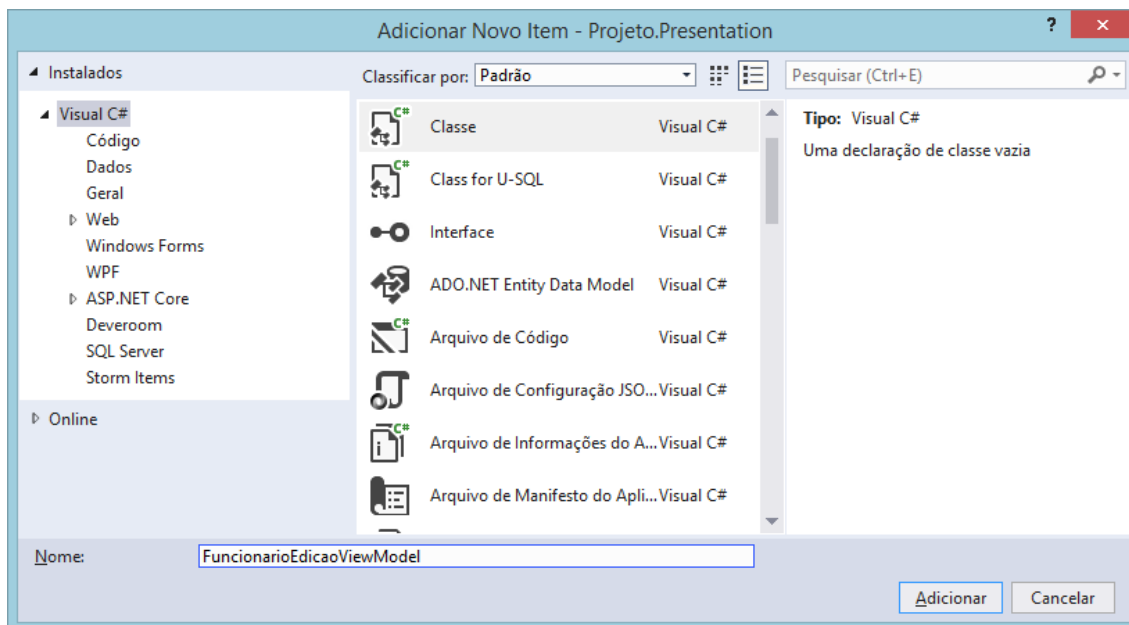 Adicionar Novo Item - Projeto.Presentation
?
×
Instalados
Classificar por: Padrão
Pesquisar (Ctrl+E)
Visual C#
Código
Dados
Geral
Web
Windows Forms
WPF
ASP.NET Core
Deveroom
SQL Server
Storm Items
Online
C# Classe Visual C#
C# Class for U-SQL Visual C#
Interface Visual C#
ADO.NET Entity Data Model Visual C#
C# Arquivo de Código Visual C#
Arquivo de Configuração JSO... Visual C#
C# Arquivo de Informações do A... Visual C#
Arquivo de Manifesto do Apli... Visual C#
Tipo: Visual C#
Uma declaração de classe vazia
Nome: FuncionarioEdicaoViewModel
Adicionar Cancelar